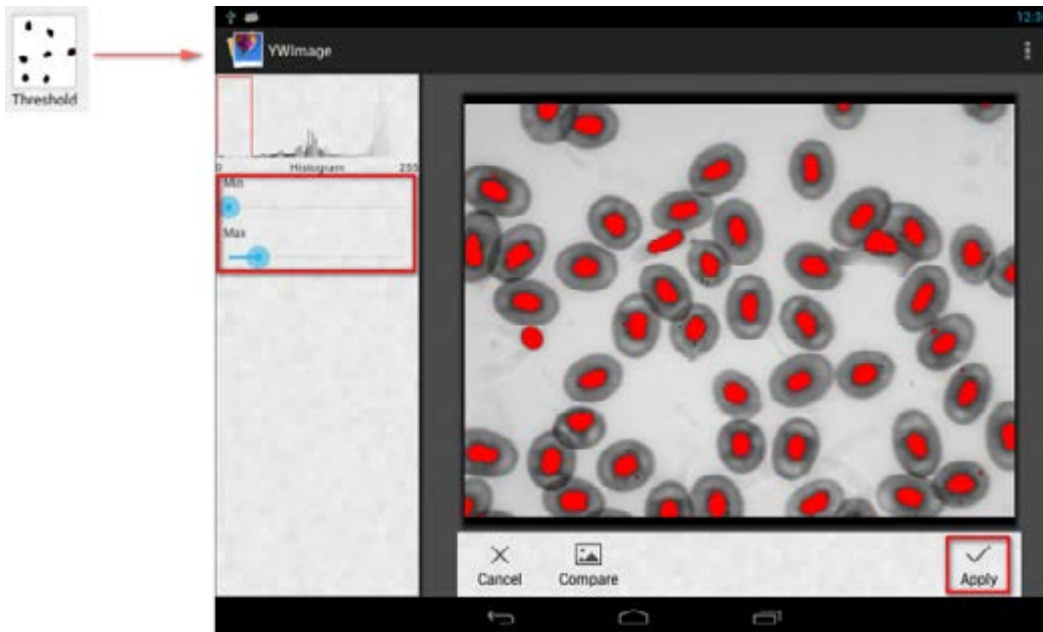 Threshold
YWImage
0 Histogram 255
Min
Max
Cancel
Compare
Apply